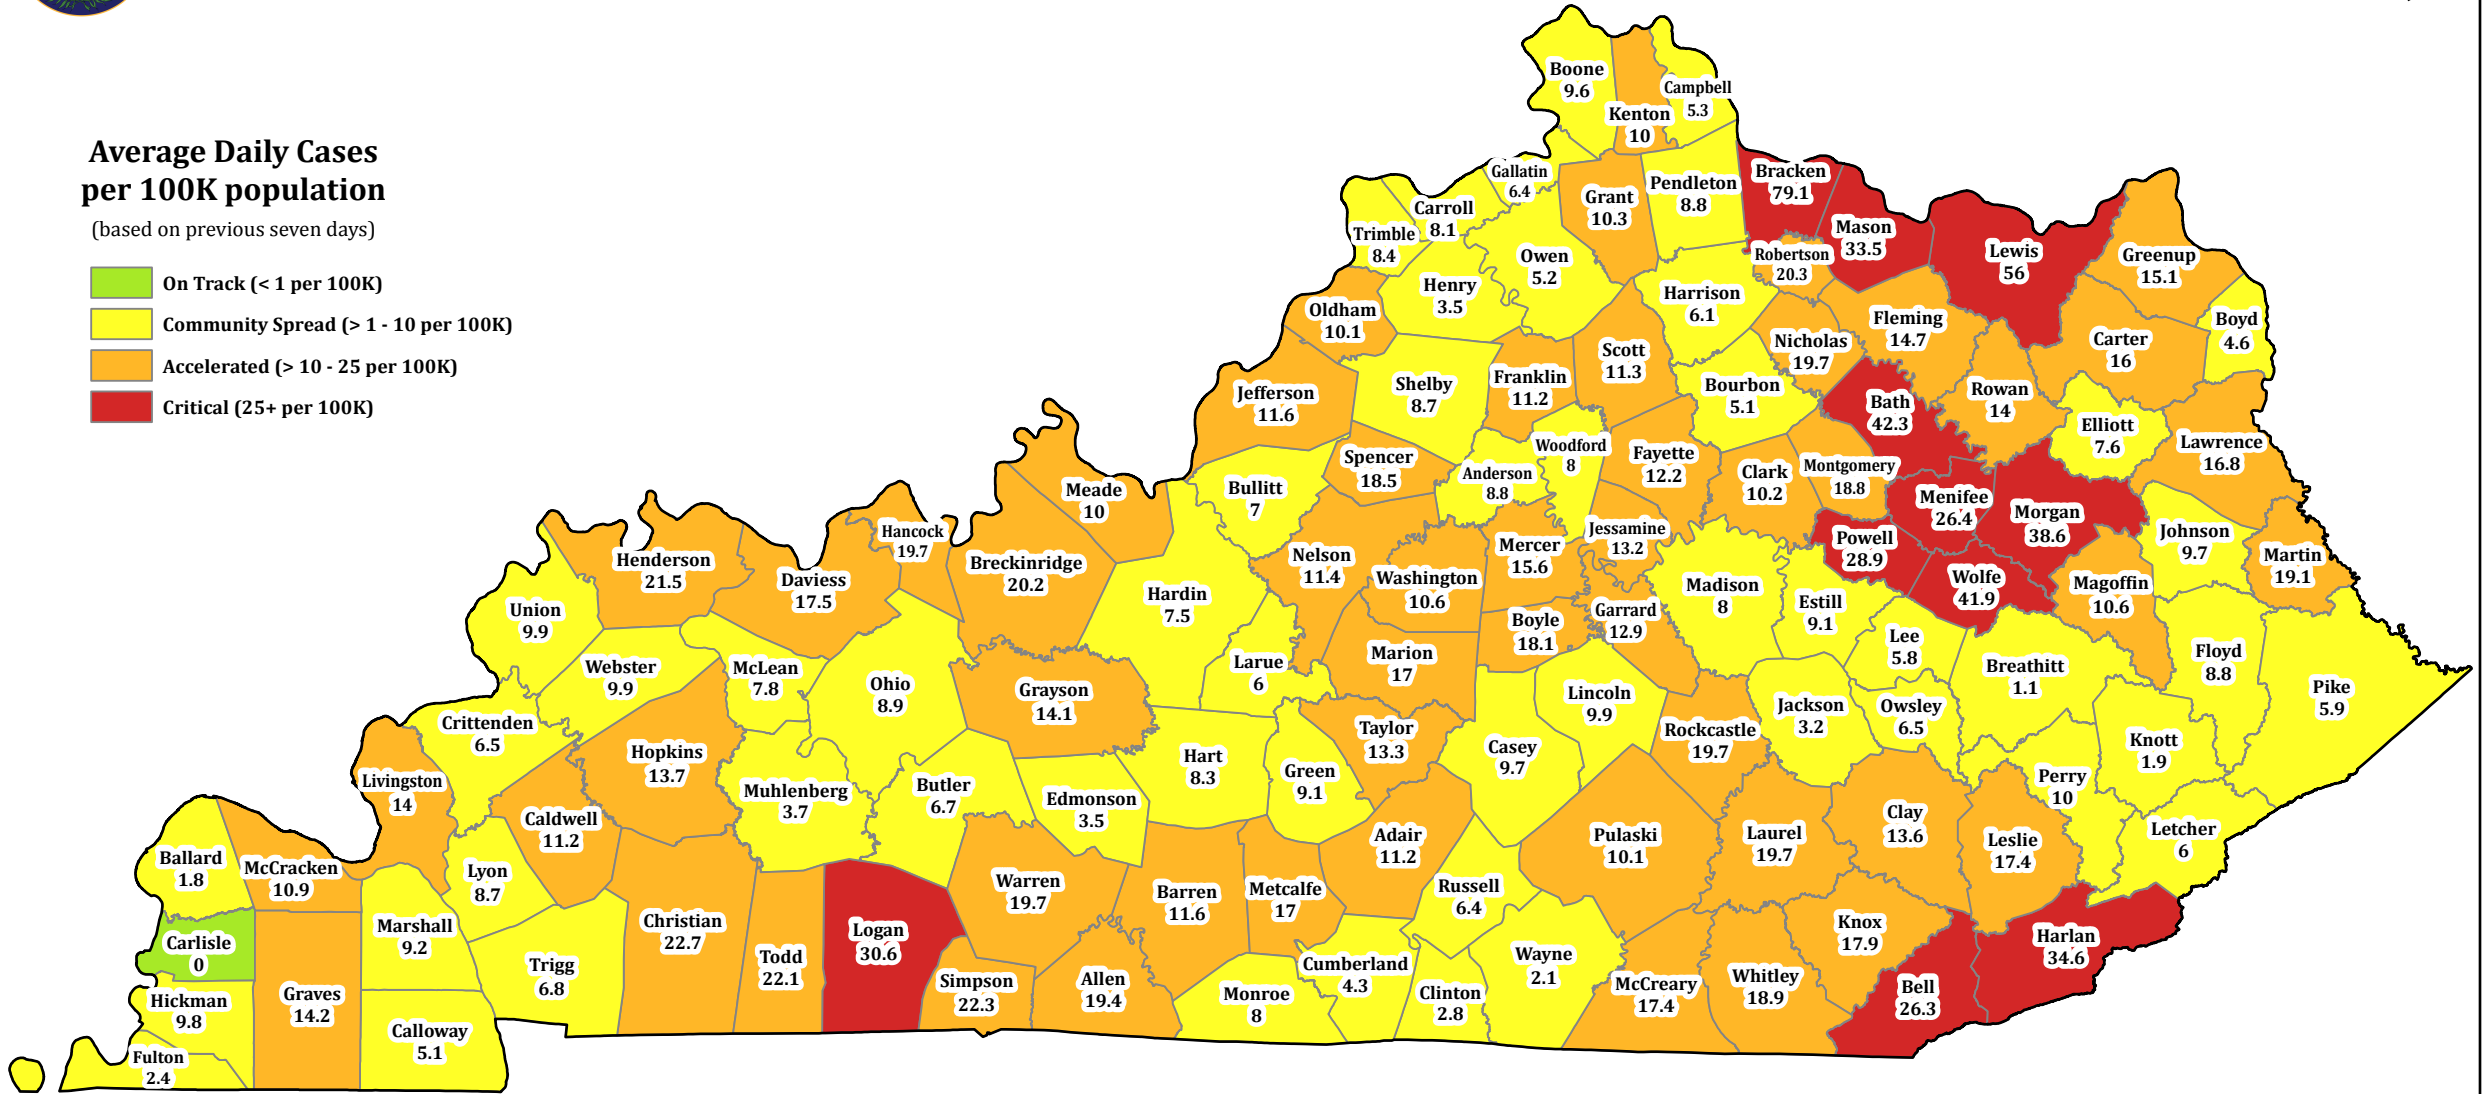 Average Daily Cases
per 100K population
(based on previous seven days)
On Track (< 1 per 100K)
Community Spread (> 1 - 10 per 100K)
Accelerated (> 10 - 25 per 100K)
Critical (25+ per 100K)
Boone
9.6
Kenton
10
Campbell
5.3
Gallatin
6.4
Grant
10.3
Pendleton
8.8
Bracken
79.1
Mason
33.5
Robertson
20.3
Lewis
56
Greenup
15.1
Boyd
4.6
Carter
16
Carroll
8.1
Trimble
8.4
Owen
5.2
Henry
3.5
Oldham
10.1
Harrison
6.1
Fleming
14.7
Nicholas
19.7
Scott
11.3
Franklin
11.2
Shelby
8.7
Jefferson
11.6
Bourbon
5.1
Bath
42.3
Rowan
14
Elliott
7.6
Lawrence
16.8
Woodford
8
Fayette
12.2
Spencer
18.5
Anderson
8.8
Clark
10.2
Montgomery
18.8
Menifee
26.4
Morgan
38.6
Johnson
9.7
Martin
19.1
Bullitt
7
Meade
10
Hancock
19.7
Breckinridge
20.2
Henderson
21.5
Daviess
17.5
Union
9.9
Webster
9.9
McLean
7.8
Ohio
8.9
Grayson
14.1
Hardin
7.5
Larue
6
Nelson
11.4
Washington
10.6
Mercer
15.6
Jessamine
13.2
Powell
28.9
Wolfe
41.9
Magoffin
10.6
Madison
8
Estill
9.1
Garrard
12.9
Boyle
18.1
Marion
17
Lee
5.8
Breathitt
1.1
Floyd
8.8
Pike
5.9
Crittenden
6.5
Livingston
14
Hopkins
13.7
Caldwell
11.2
Muhlenberg
3.7
Butler
6.7
Edmonson
3.5
Hart
8.3
Green
9.1
Taylor
13.3
Casey
9.7
Lincoln
9.9
Rockcastle
19.7
Jackson
3.2
Owsley
6.5
Knott
1.9
Perry
10
Letcher
6
Leslie
17.4
Clay
13.6
Laurel
19.7
Pulaski
10.1
Adair
11.2
Russell
6.4
Metcalfe
17
Barren
11.6
Warren
19.7
Ballard
1.8
McCracken
10.9
Lyon
8.7
Marshall
9.2
Carlisle
0
Hickman
9.8
Fulton
2.4
Graves
14.2
Calloway
5.1
Trigg
6.8
Christian
22.7
Todd
22.1
Logan
30.6
Simpson
22.3
Allen
19.4
Monroe
8
Cumberland
4.3
Clinton
2.8
Wayne
2.1
McCreary
17.4
Whitley
18.9
Knox
17.9
Bell
26.3
Harlan
34.6